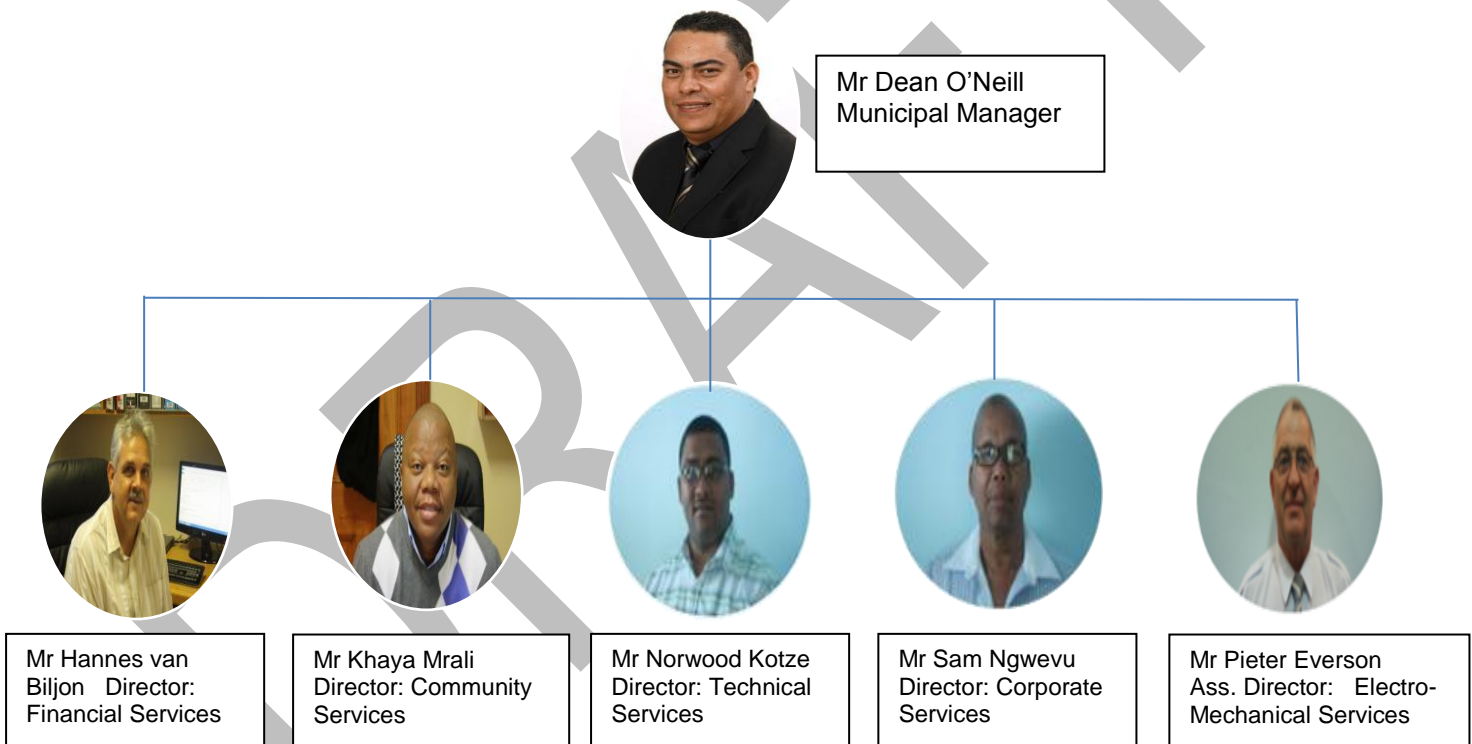 Mr Dean O'Neill
Municipal Manager
Mr Hannes van
Biljon Director:
Financial Services
Mr Khaya Mrali
Director: Community
Services
Mr Norwood Kotze
Director: Technical
Services
Mr Sam Ngwevu
Director: Corporate
Services
Mr Pieter Everson
Ass. Director: Electro-
Mechanical Services